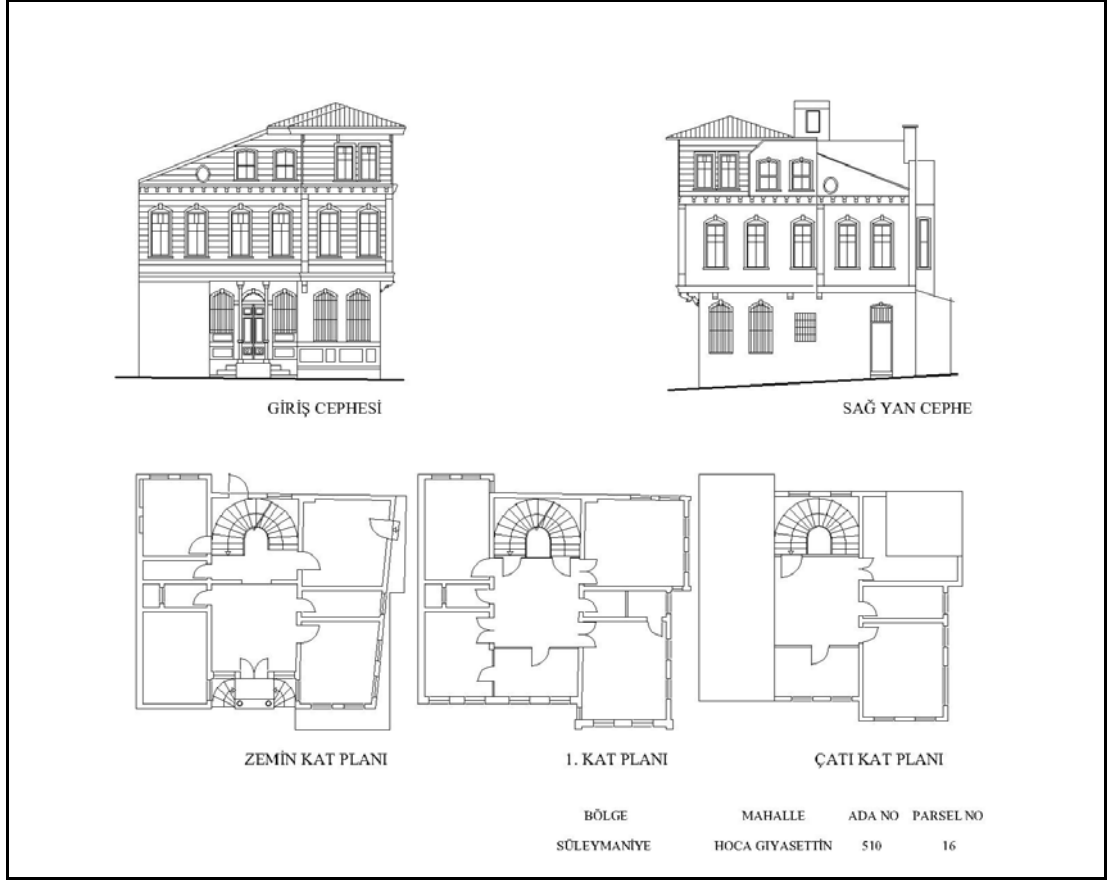 GİRİŞ CEPHESİ
SAĞ YAN CEPHE
ZEMİN KAT PLANI
1. KAT PLANI
ÇATI KAT PLANI
BÖLGE MAHALLE ADA NO PARSEL NO
SÜLEYMANİYE HOCA GIYASETTİN 510 16